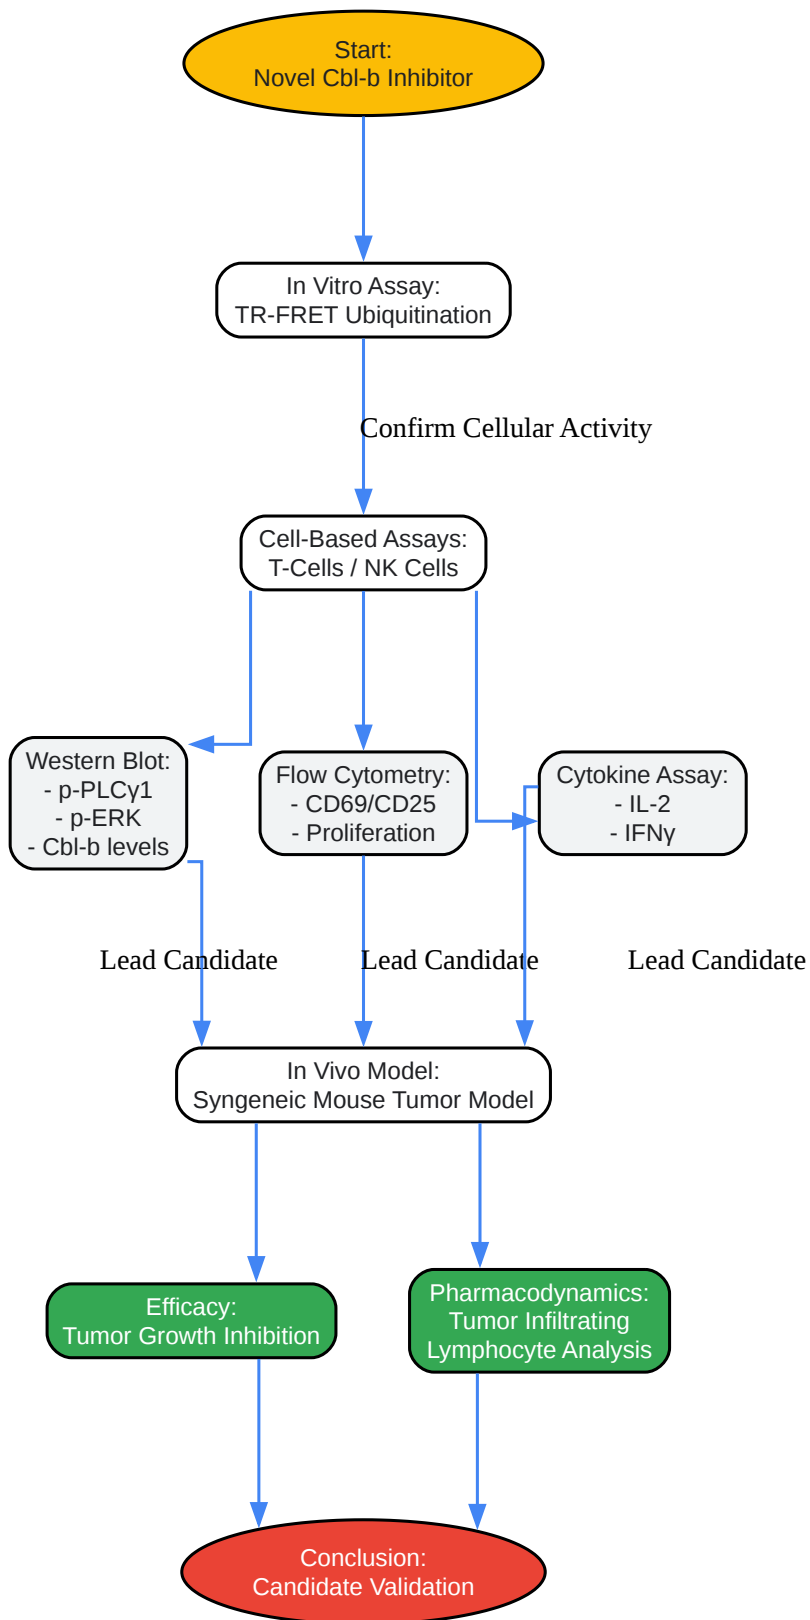 Start:
Novel Cbl-b Inhibitor
In Vitro Assay:
TR-FRET Ubiquitination
Confirm Cellular Activity
Cell-Based Assays:
T-Cells / NK Cells
Western Blot:
- p-PLCγ1
- p-ERK
- Cbl-b levels
Flow Cytometry:
- CD69/CD25
- Proliferation
Cytokine Assay:
- IL-2
- IFNγ
Lead Candidate
Lead Candidate
Lead Candidate
In Vivo Model:
Syngeneic Mouse Tumor Model
Efficacy:
Tumor Growth Inhibition
Pharmacodynamics:
Tumor Infiltrating
Lymphocyte Analysis
Conclusion:
Candidate Validation